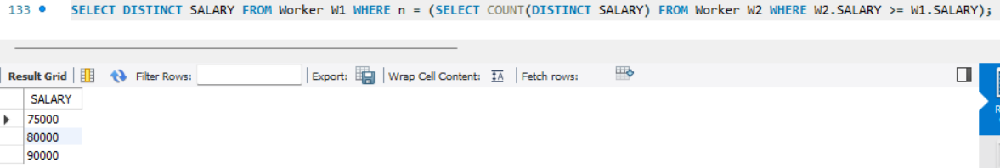 133 SELECT DISTINCT SALARY FROM Worker W1 WHERE n = (SELECT COUNT(DISTINCT SALARY) FROM Worker W2 WHERE W2.SALARY >= W1.SALARY);
Result Grid Filter Rows: Export: Wrap Cell Content: Fetch rows:
SALARY
75000
80000
90000